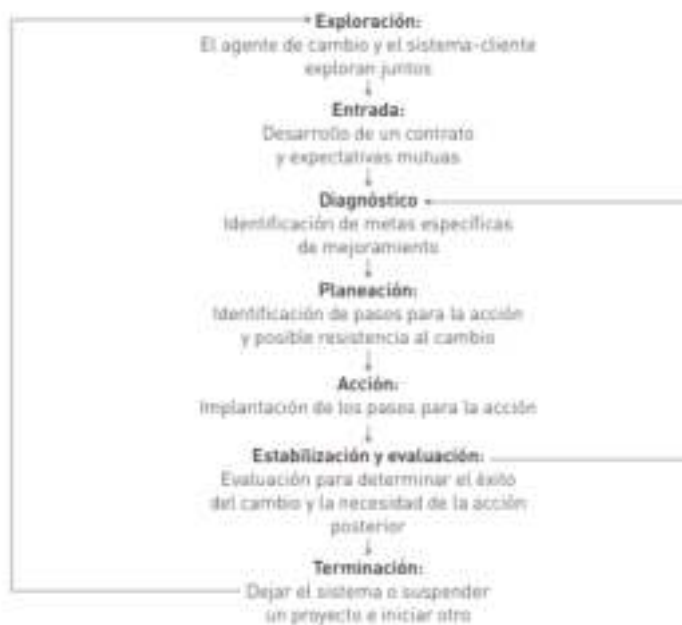 Exploración:
El agente de cambio y el sistema-cliente
exploran juntos
Entrada:
Desarrollo de un contrato
y expectativas mutuas
Diagnóstico
Identificación de metas específicas
de mejoramiento
Planeación:
Identificación de pasos para la acción
y posible resistencia al cambio
Acción:
Implantación de los pasos para la acción
Estabilización y evaluación:
Evaluación para determinar el éxito
del cambio y la necesidad de la acción
posterior
Terminación:
Dejar el sistema o suspender
un proyecto e iniciar otro